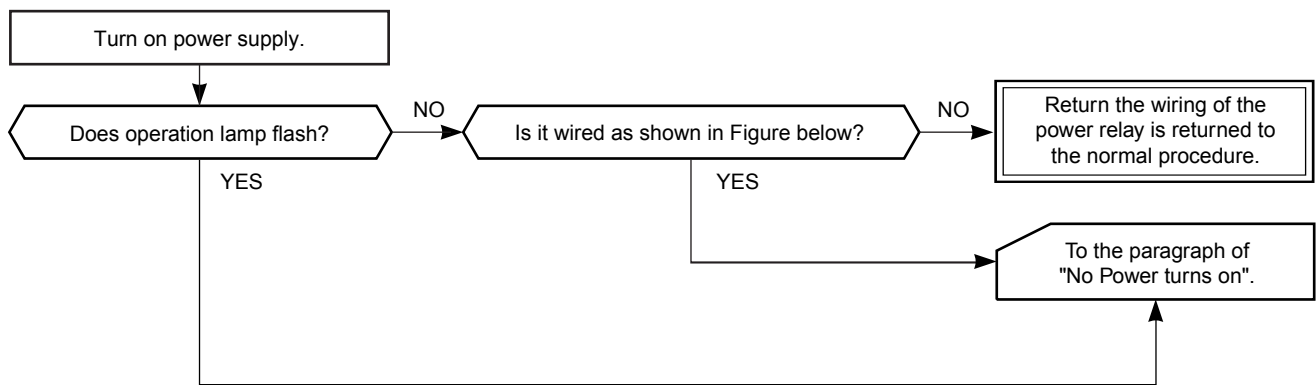 Turn on power supply.
Does operation lamp flash?
NO
Is it wired as shown in Figure below?
NO
Return the wiring of the
power relay is returned to
the normal procedure.
YES
YES
To the paragraph of
"No Power turns on".